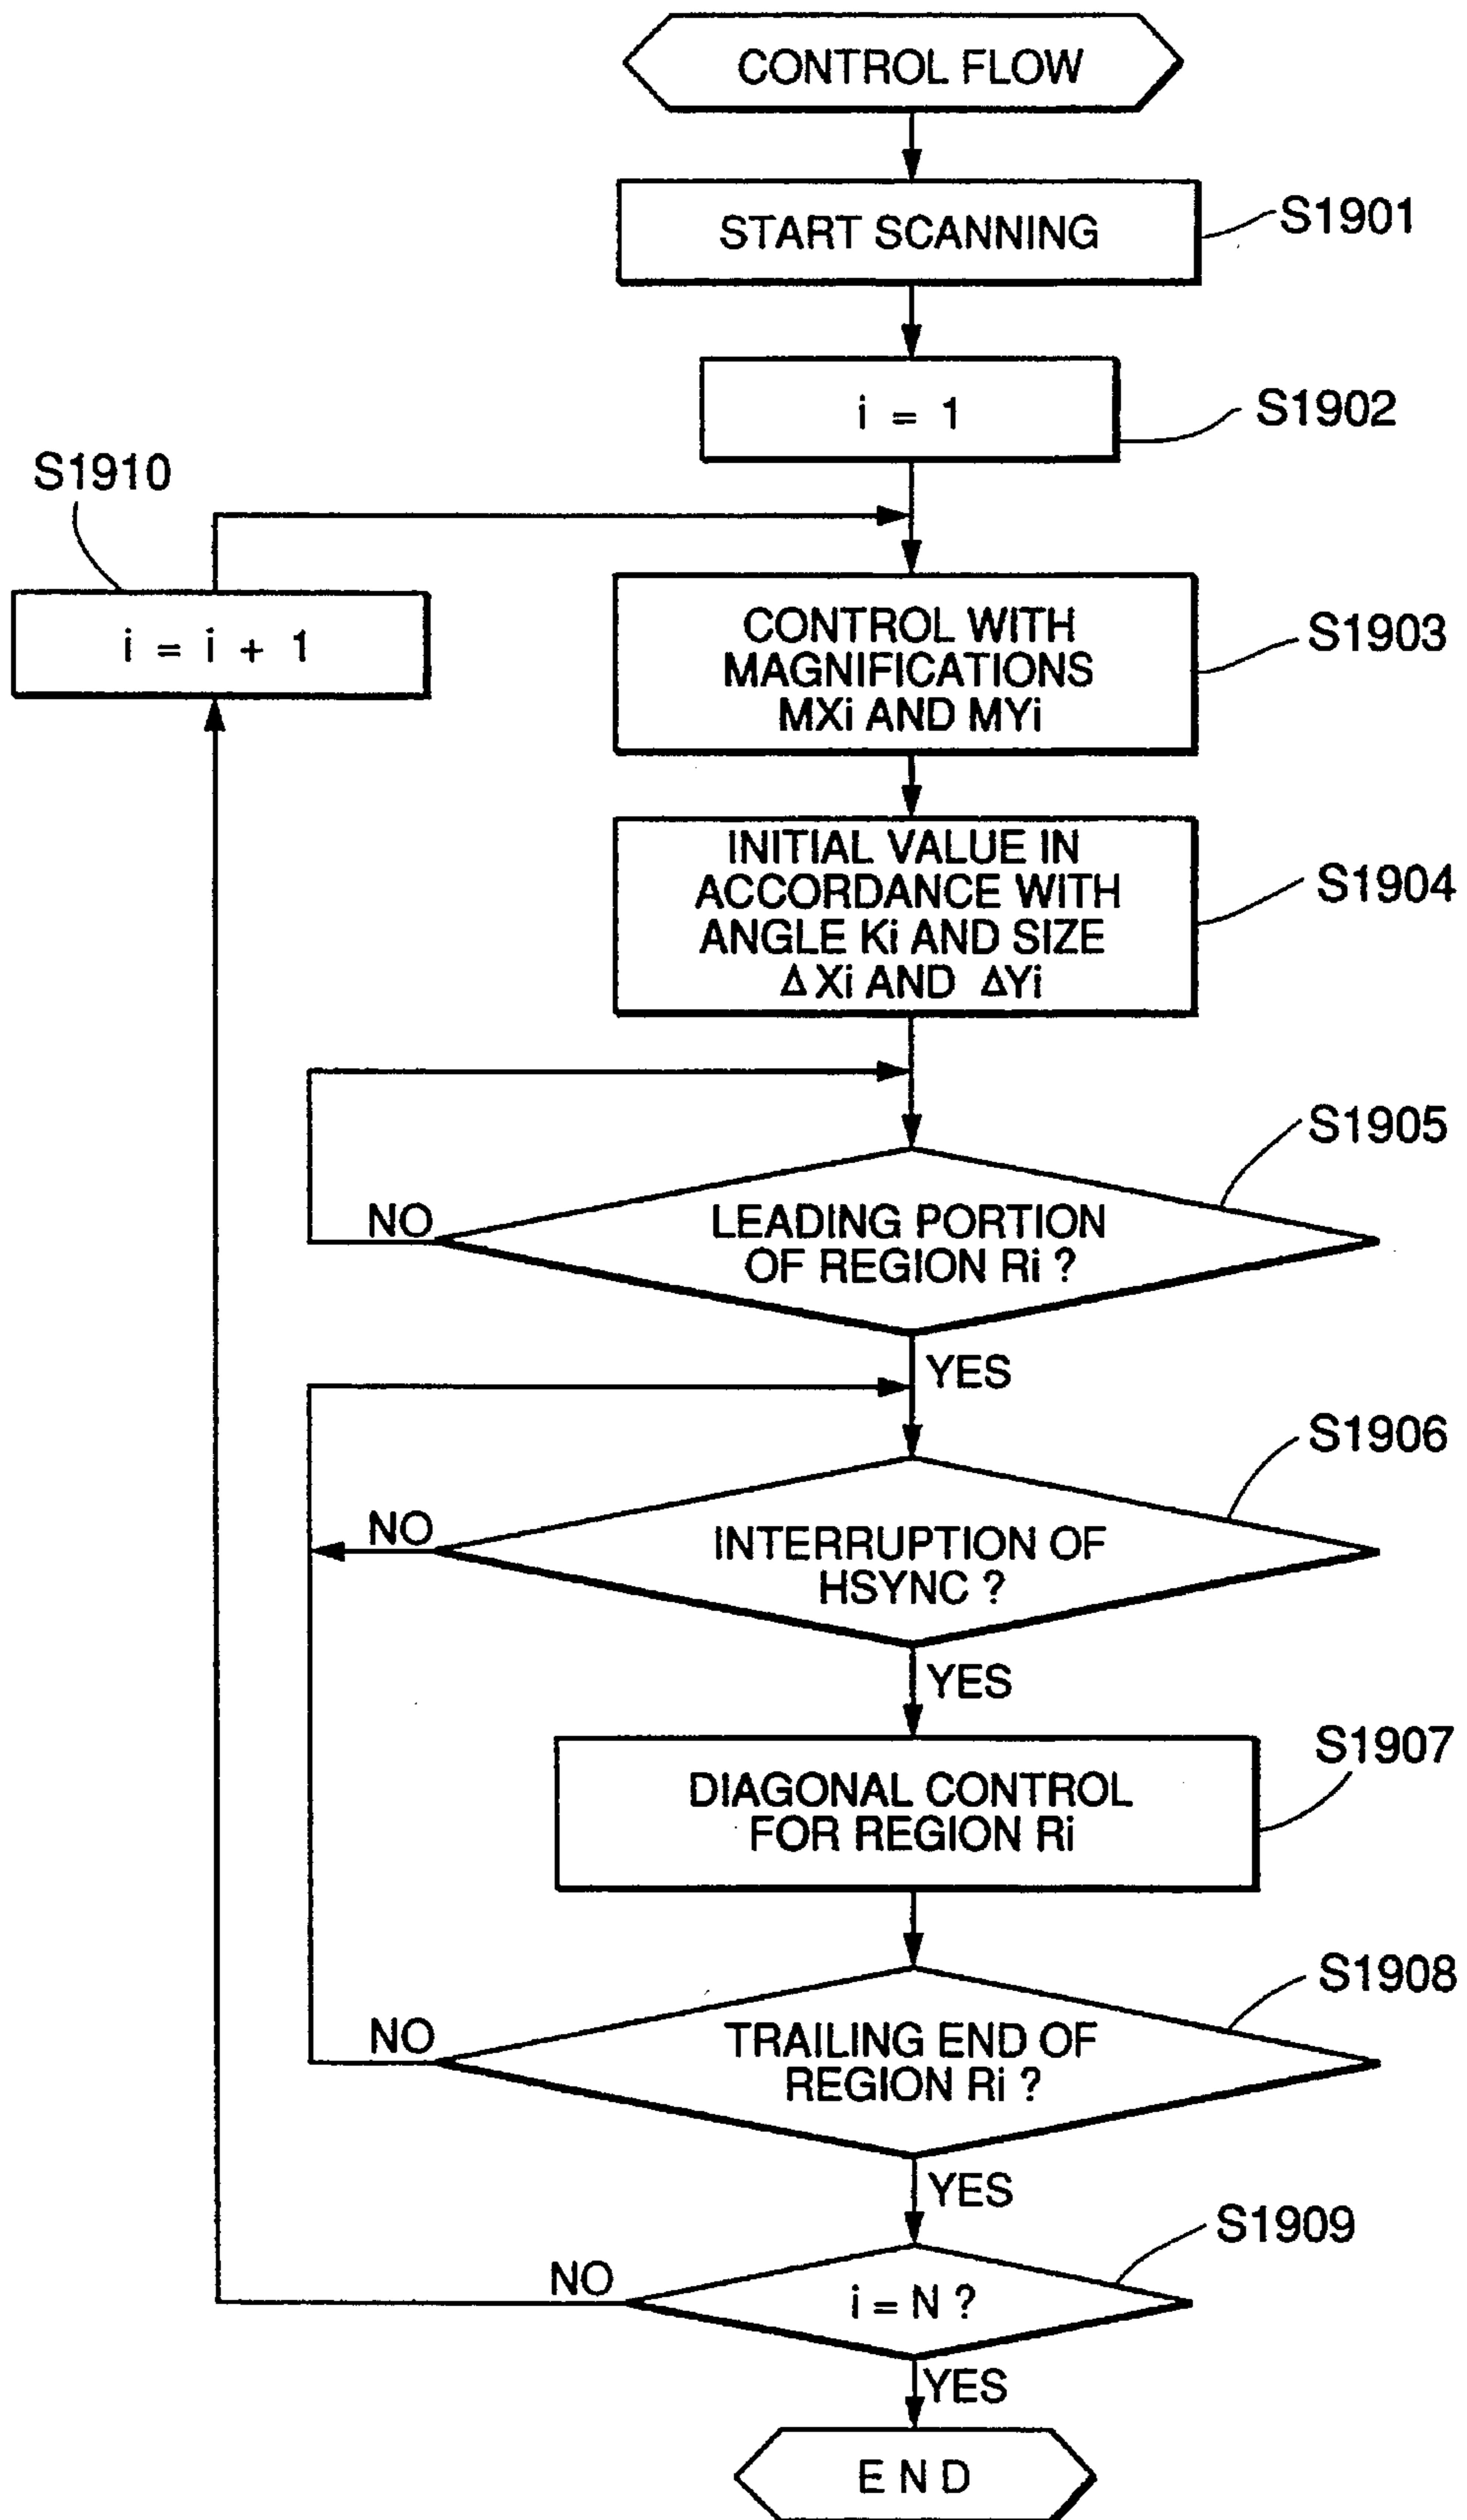 CONTROL FLOW
START SCANNING
S1901
i = 1
S1902
S1910
i = i + 1
CONTROL WITH
MAGNIFICATIONS
MXi AND MYi
S1903
INITIAL VALUE IN
ACCORDANCE WITH
ANGLE Ki AND SIZE
ΔXi AND ΔYi
S1904
S1905
NO
LEADING PORTION
OF REGION Ri ?
YES
S1906
NO
INTERRUPTION OF
HSYNC ?
YES
S1907
DIAGONAL CONTROL
FOR REGION Ri
S1908
NO
TRAILING END OF
REGION Ri ?
YES
S1909
NO
i = N ?
YES
E N D